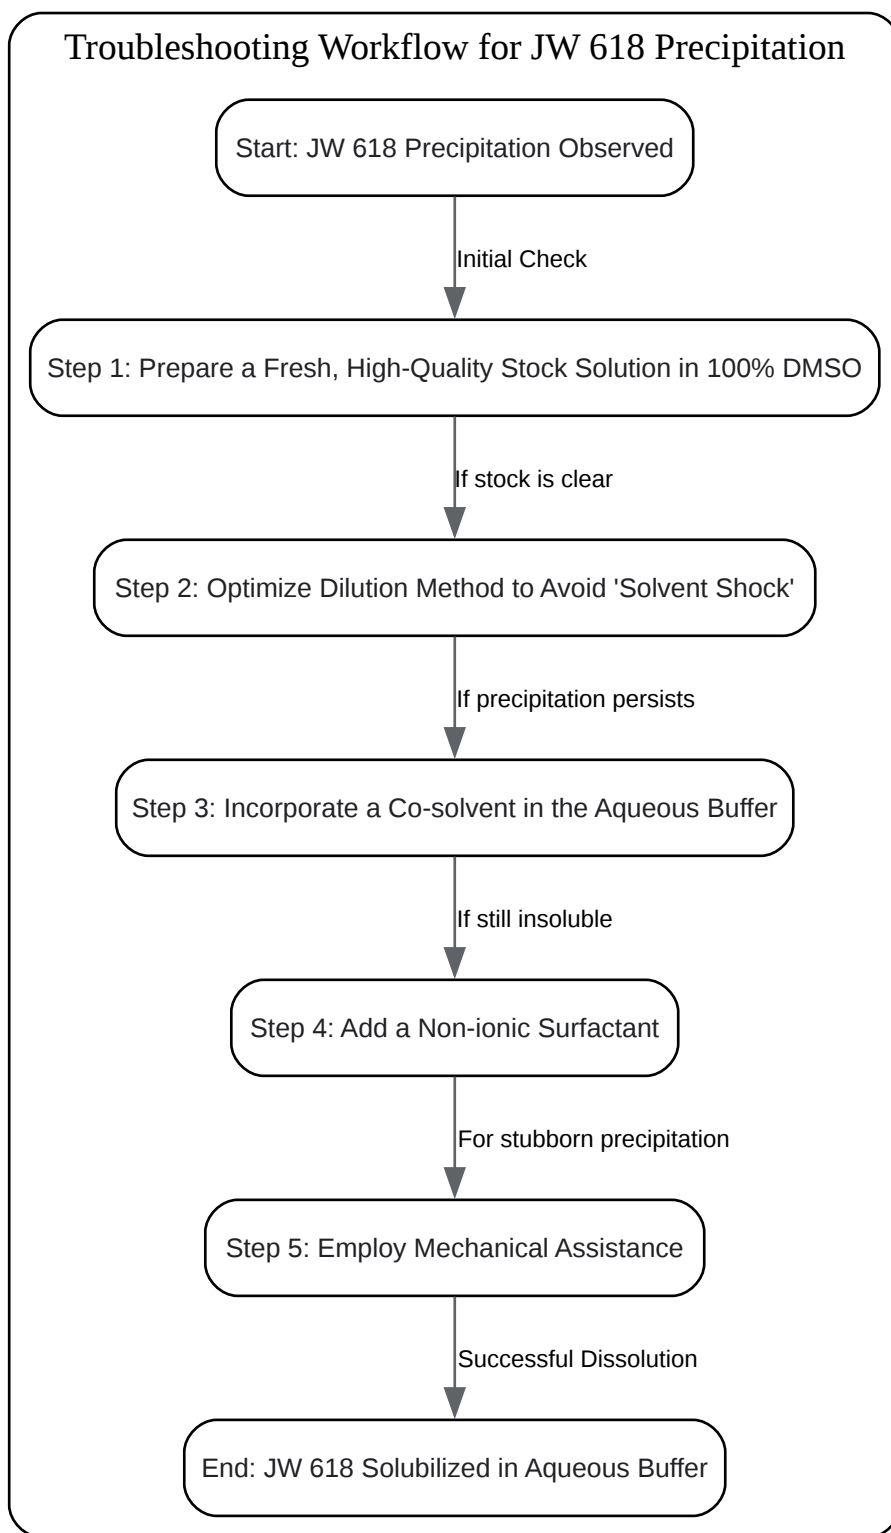 Troubleshooting Workflow for JW 618 Precipitation
Start: JW 618 Precipitation Observed
Initial Check
Step 1: Prepare a Fresh, High-Quality Stock Solution in 100% DMSO
If stock is clear
Step 2: Optimize Dilution Method to Avoid 'Solvent Shock'
If precipitation persists
Step 3: Incorporate a Co-solvent in the Aqueous Buffer
If still insoluble
Step 4: Add a Non-ionic Surfactant
For stubborn precipitation
Step 5: Employ Mechanical Assistance
Successful Dissolution
End: JW 618 Solubilized in Aqueous Buffer